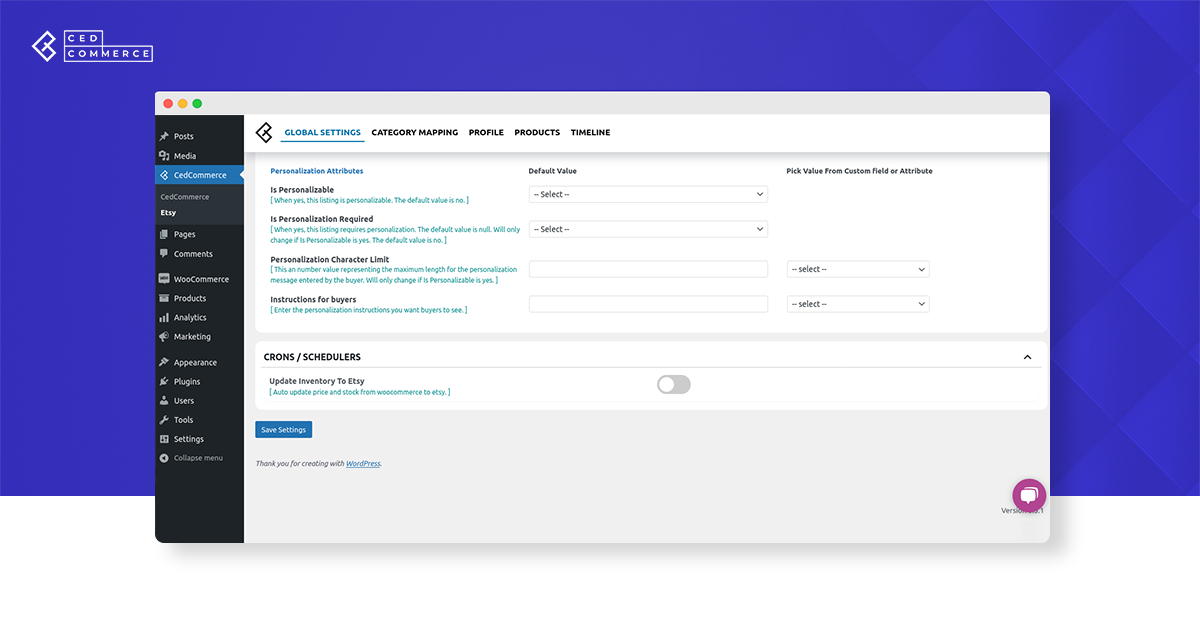 CED
COMMERCE
GLOBAL SETTINGS CATEGORY MAPPING PROFILE PRODUCTS TIMELINE
Posts
Media
CedCommerce
CedCommerce
Etsy
Pages
Comments
WooCommerce
Products
Analytics
Marketing
Appearance
Plugins
Users
Tools
Settings
Collapse menu
Personalization Attributes Default Value Pick Value From Custom Field or Attribute
Is Personalizable
[ When yes, this listing is personalizable. The default value is no. ]
-- Select --
Is Personalization Required
[ When yes, this listing requires personalization. The default value is null. Will only
change if Is Personalizable is yes. The default value is no. ]
-- Select --
Personalization Character Limit
[ This an number value representing the maximum length for the personalization
message entered by the buyer. Will only change if Is Personalizable is yes. ]
-- select --
Instructions for buyers
[ Enter the personalization instructions you want buyers to see. ]
-- select --
CRONS / SCHEDULERS
Update Inventory To Etsy
[ Auto update price and stock from woocommerce to etsy. ]
Save Settings
Thank you for creating with WordPress.